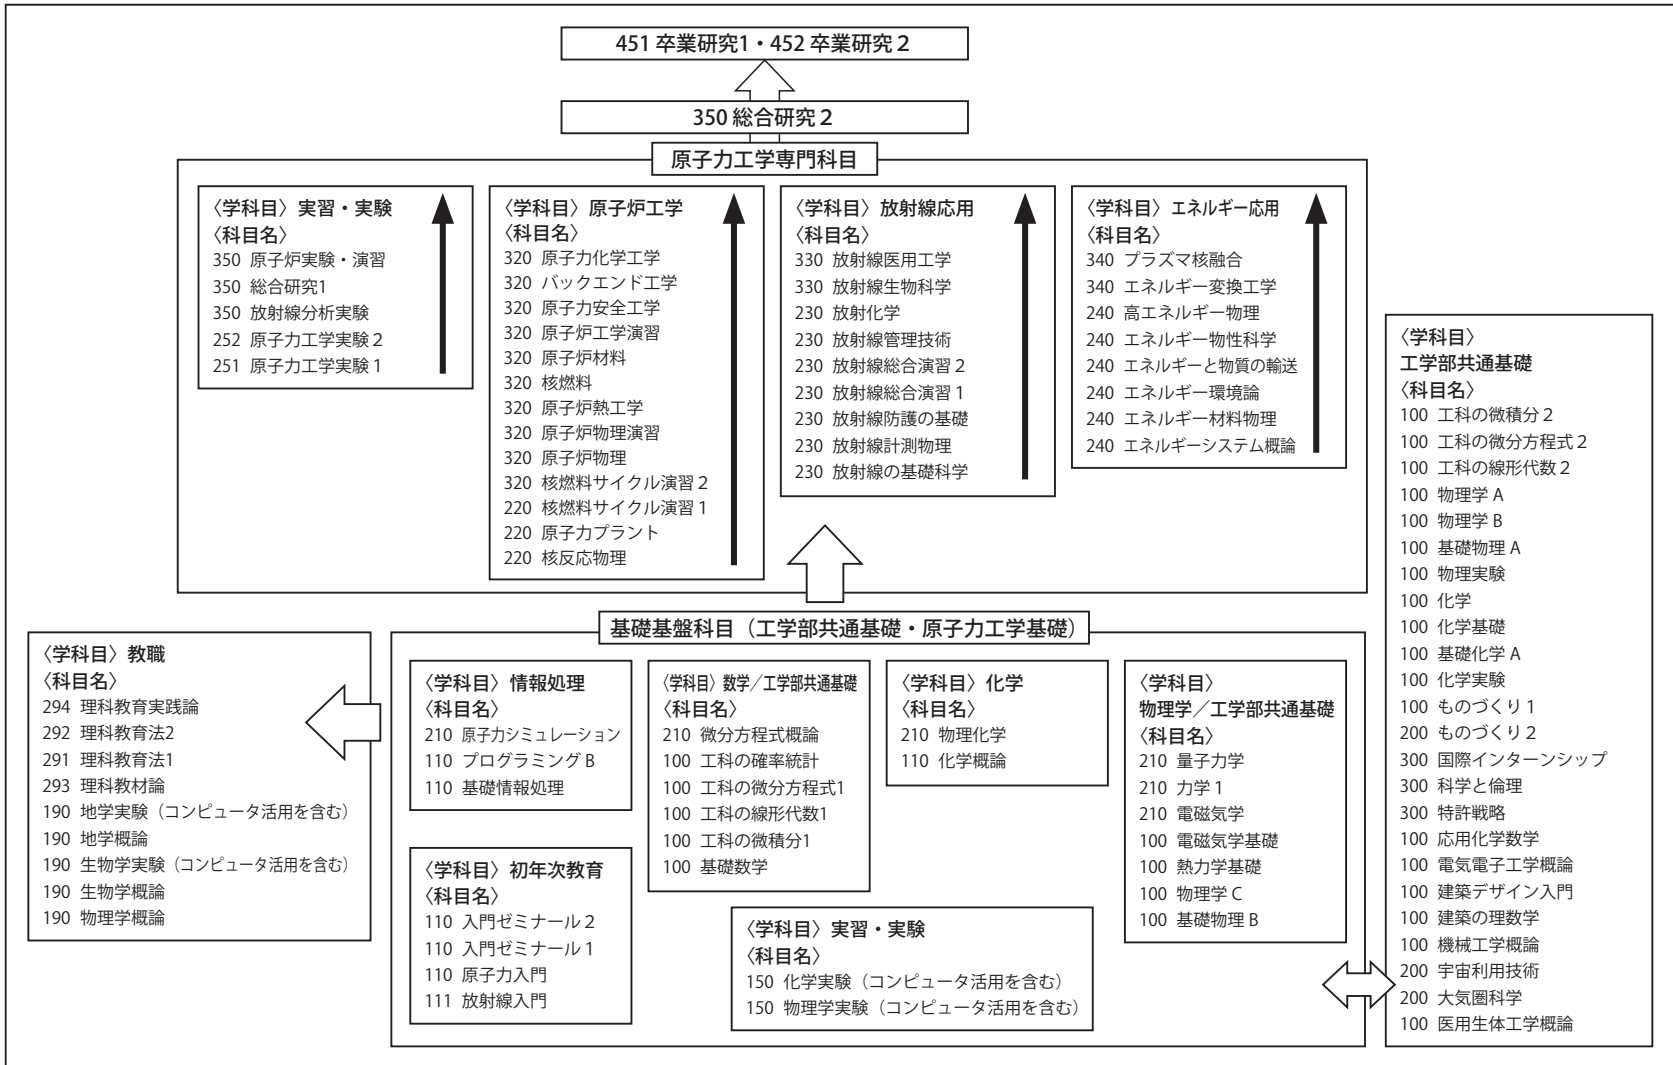 451 卒業研究1・452 卒業研究２
350 総合研究２
原子力工学専門科目
〈学科目〉実習・実験
〈科目名〉
350 原子炉実験・演習
350 総合研究1
350 放射線分析実験
252 原子力工学実験２
251 原子力工学実験１
〈学科目〉原子炉工学
〈科目名〉
320 原子力化学工学
320 バックエンド工学
320 原子力安全工学
320 原子炉工学演習
320 原子炉材料
320 核燃料
320 原子炉熱工学
320 原子炉物理演習
320 原子炉物理
320 核燃料サイクル演習２
220 核燃料サイクル演習１
220 原子力プラント
220 核反応物理
〈学科目〉放射線応用
〈科目名〉
330 放射線医用工学
330 放射線生物科学
230 放射化学
230 放射線管理技術
230 放射線総合演習２
230 放射線総合演習１
230 放射線防護の基礎
230 放射線計測物理
230 放射線の基礎科学
〈学科目〉エネルギー応用
〈科目名〉
340 プラズマ核融合
340 エネルギー変換工学
240 高エネルギー物理
240 エネルギー物性科学
240 エネルギーと物質の輸送
240 エネルギー環境論
240 エネルギー材料物理
240 エネルギーシステム概論
〈学科目〉
工学部共通基礎
〈科目名〉
100 工科の微積分２
100 工科の微分方程式２
100 工科の線形代数２
100 物理学 A
100 物理学 B
100 基礎物理 A
100 物理実験
100 化学
100 化学基礎
100 基礎化学 A
100 化学実験
100 ものづくり１
200 ものづくり２
300 国際インターンシップ
300 科学と倫理
300 特許戦略
100 応用化学数学
100 電気電子工学概論
100 建築デザイン入門
100 建築の理数学
100 機械工学概論
200 宇宙利用技術
200 大気圏科学
100 医用生体工学概論
基礎基盤科目（工学部共通基礎・原子力工学基礎）
〈学科目〉教職
〈科目名〉
294 理科教育実践論
292 理科教育法2
291 理科教育法1
293 理科教材論
190 地学実験（コンピュータ活用を含む）
190 地学概論
190 生物学実験（コンピュータ活用を含む）
190 生物学概論
190 物理学概論
〈学科目〉情報処理
〈科目名〉
210 原子力シミュレーション
110 プログラミング B
110 基礎情報処理
〈学科目〉初年次教育
〈科目名〉
110 入門ゼミナール２
110 入門ゼミナール１
110 原子力入門
111 放射線入門
〈学科目〉数学／工学部共通基礎
〈科目名〉
210 微分方程式概論
100 工科の確率統計
100 工科の微分方程式1
100 工科の線形代数1
100 工科の微積分1
100 基礎数学
〈学科目〉化学
〈科目名〉
210 物理化学
110 化学概論
〈学科目〉
物理学／工学部共通基礎
〈科目名〉
210 量子力学
210 力学１
210 電磁気学
100 電磁気学基礎
100 熱力学基礎
100 物理学 C
100 基礎物理 B
〈学科目〉実習・実験
〈科目名〉
150 化学実験（コンピュータ活用を含む）
150 物理学実験（コンピュータ活用を含む）